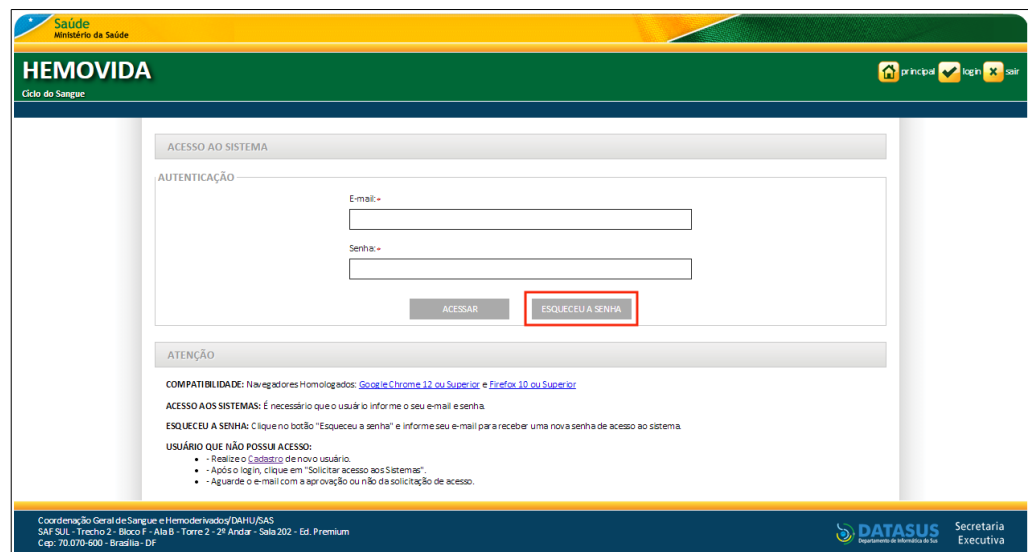 Saúde
Ministério da Saúde
HEMOVIDA
Ciclo do Sangue
principal login sair
ACESSO AO SISTEMA
AUTENTICAÇÃO
E-mail:*
Senha:*
ACESSAR ESQUECEU A SENHA
ATENÇÃO
COMPATIBILIDADE: Navegadores Homologados: Google Chrome 12 ou Superior e Firefox 10 ou Superior
ACESSO AOS SISTEMAS: É necessário que o usuário informe o seu e-mail e senha.
ESQUECEU A SENHA: Clique no botão "Esqueceu a senha" e informe seu e-mail para receber uma nova senha de acesso ao sistema.
USUÁRIO QUE NÃO POSSUI ACESSO:
• - Realize o Cadastro de novo usuário.
• - Após o login, clique em "Solicitar acesso aos Sistemas".
• - Aguarde o e-mail com a aprovação ou não da solicitação de acesso.
Coordenação Geral de Sangue e Hemoderivados/DAHU/SAS
SAF SUL - Trecho 2 - Bloco F - Ala B - Torre 2 - 2º Andar - Sala 202 - Ed. Premium
Cep: 70.070-600 - Brasília - DF
DATASUS
Departamento de Informática do Sus
Secretaria
Executiva